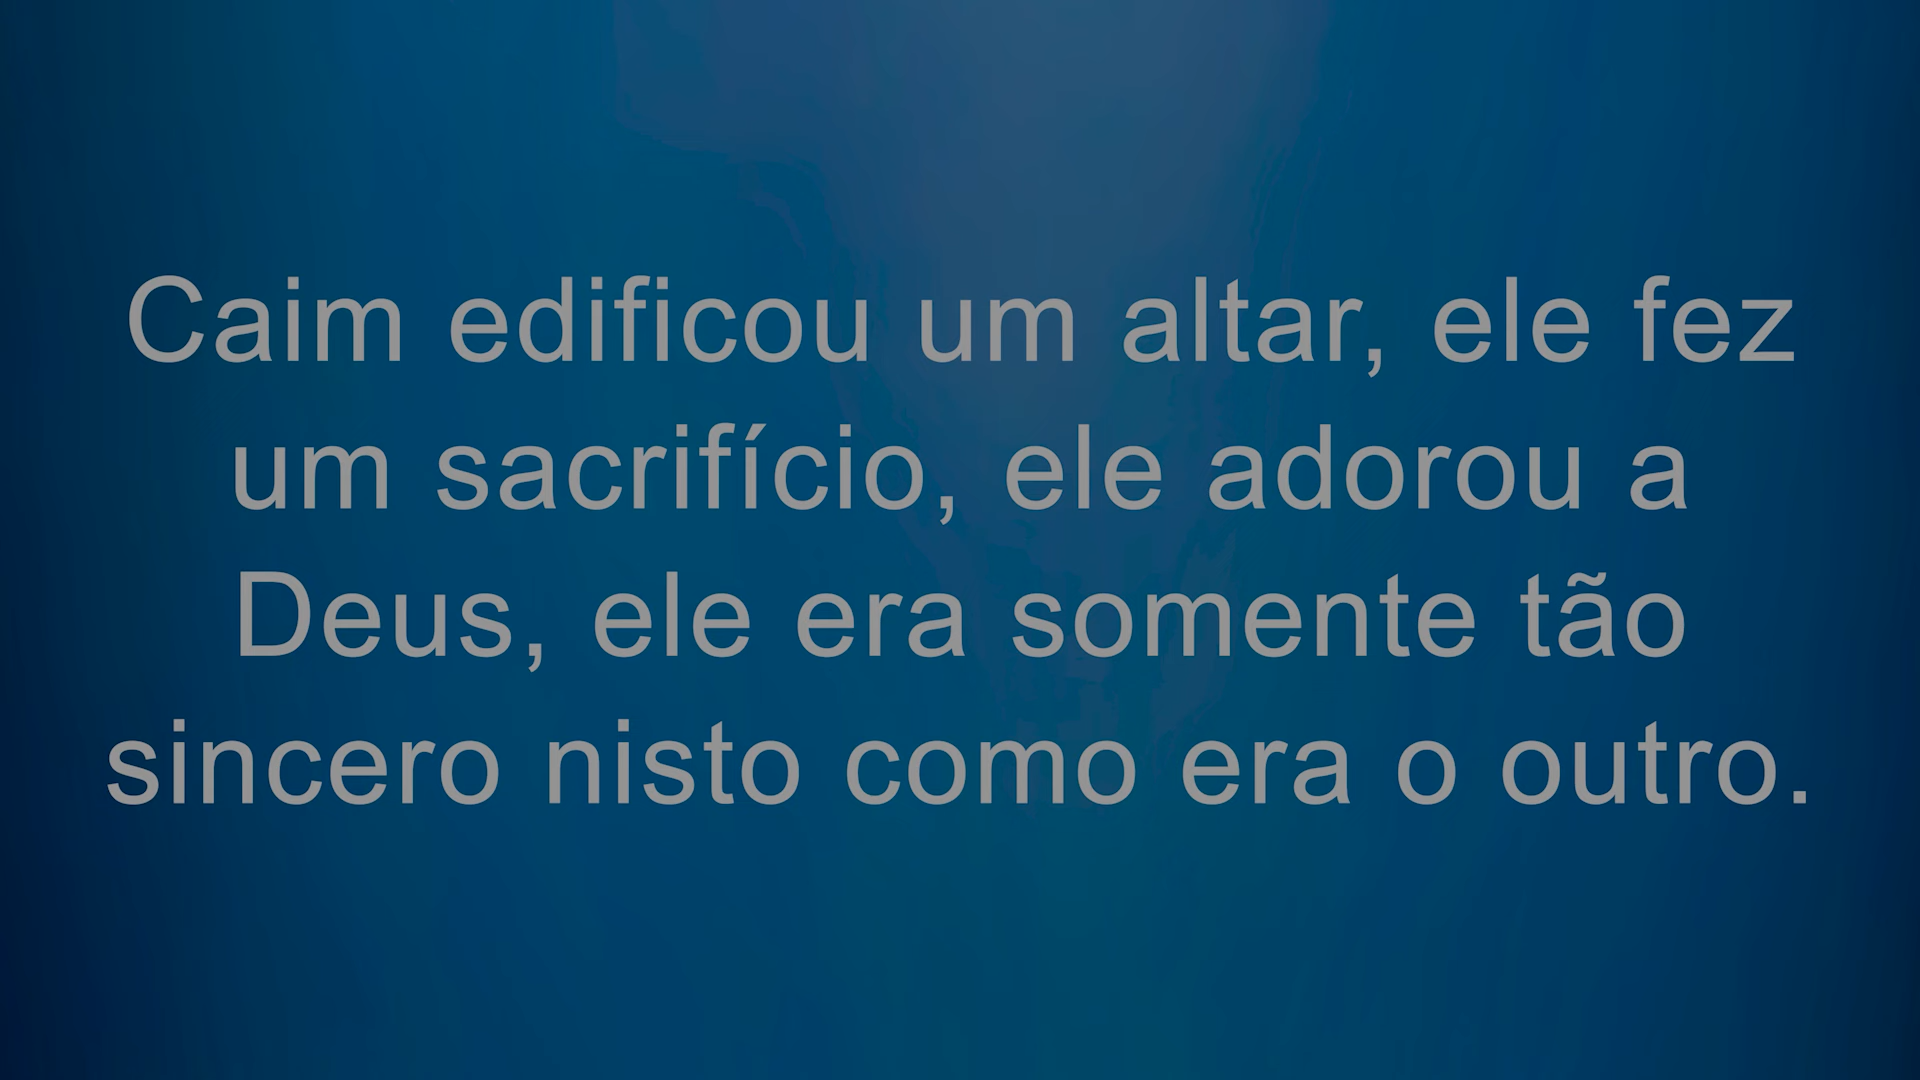 Caim edificou um altar, ele fez
um sacrifício, ele adorou a
Deus, ele era somente tão
sincero nisto como era o outro.